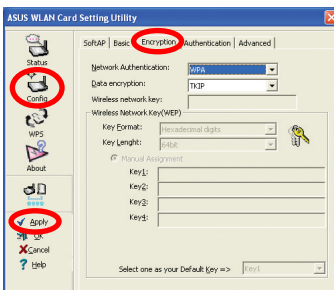 ASUS WLAN Card Setting Utility
SoftAP Basic Encryption Authentication Advanced
Status
Config
WPS
About
Apply
Ok
Cancel
Help
Network Authentication: WPA
Data encryption: TKIP
Wireless network key:
Wireless Network Key(WEP)
Key Format: Hexadecimal digits
Key Lenght: 64bit
Manual Assignment
Key1:
Key2:
Key3:
Key4:
Select one as your Default Key => Key1